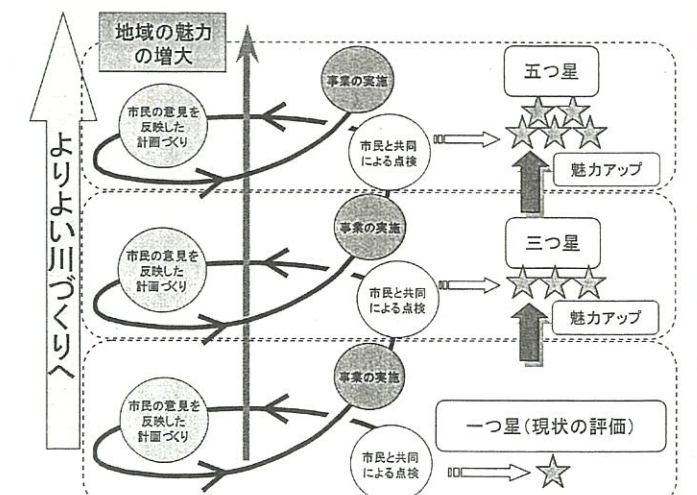 地域の魅力
の増大
よりよい川づくりへ
事業の実施
市民の意見を
反映した
計画づくり
市民と共同
による点検
五つ星
魅力アップ
事業の実施
市民の意見を
反映した
計画づくり
市民と共同
による点検
三つ星
魅力アップ
事業の実施
市民の意見を
反映した
計画づくり
市民と共同
による点検
一つ星(現状の評価)